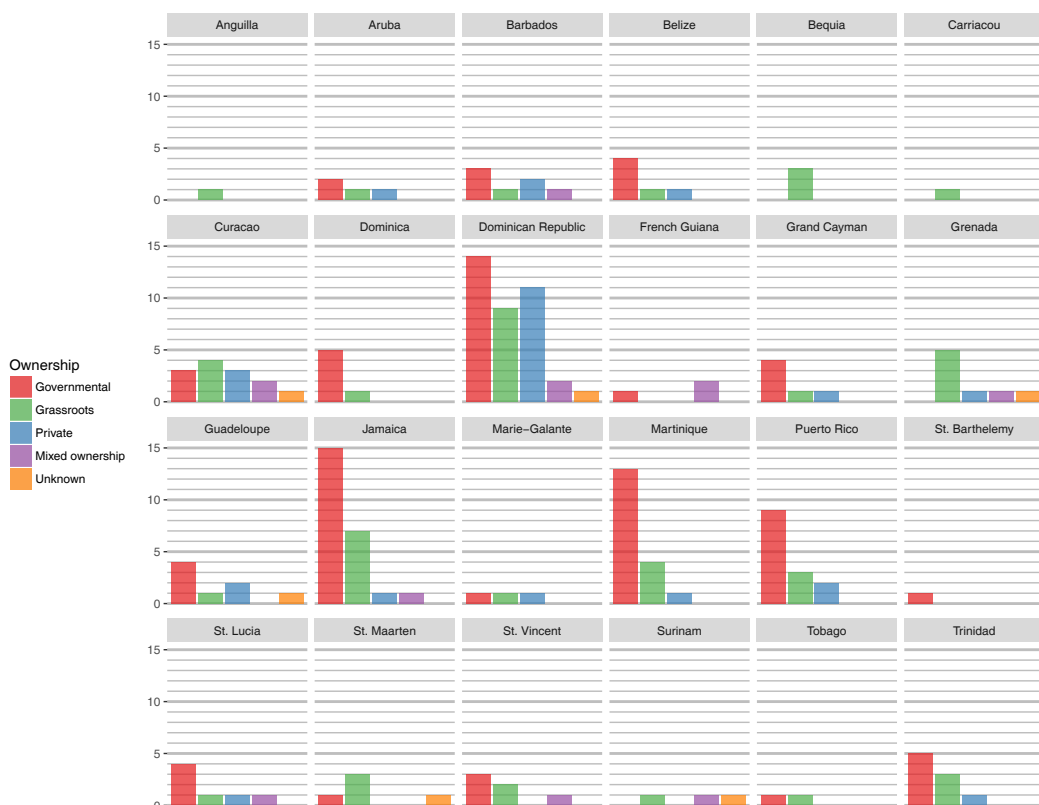 Anguilla Aruba Barbados Belize Bequia Carriacou
15
10
5
0
Curacao Dominica Dominican Republic French Guiana Grand Cayman Grenada
15
10
5
0
Ownership
Governmental
Grassroots
Private
Mixed ownership
Unknown
Guadeloupe Jamaica Marie−Galante Martinique Puerto Rico St. Barthelemy
15
10
5
0
St. Lucia St. Maarten St. Vincent Surinam Tobago Trinidad
15
10
5
0